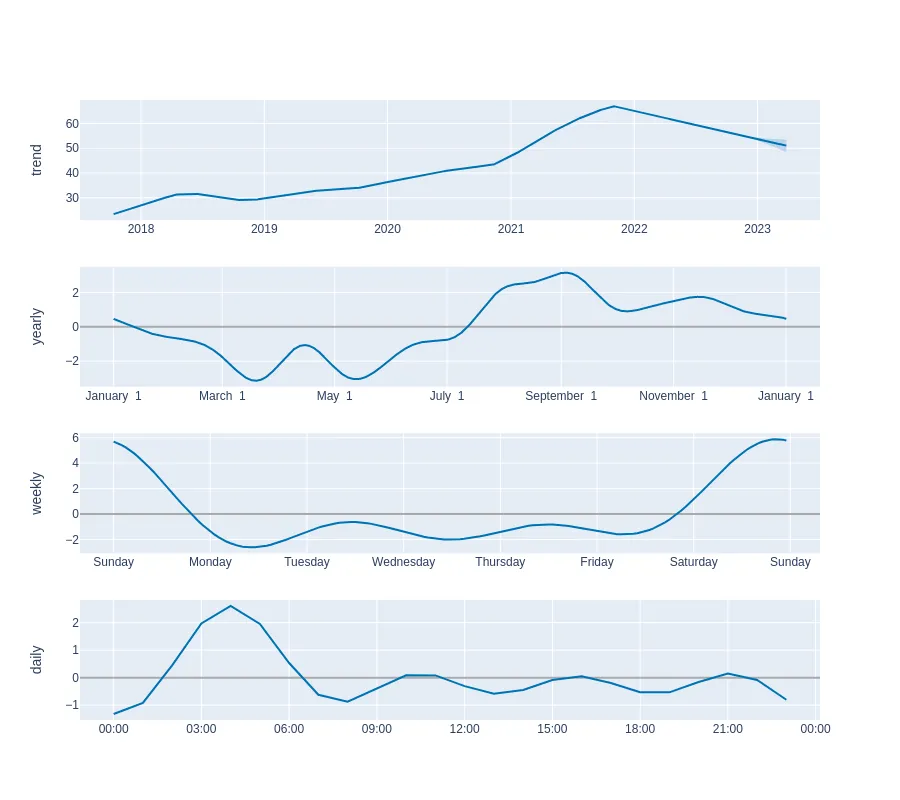 trend
60
50
40
30
2018 2019 2020 2021 2022 2023
yearly
2
0
−2
January 1 March 1 May 1 July 1 September 1 November 1 January 1
weekly
6
4
2
0
−2
Sunday Monday Tuesday Wednesday Thursday Friday Saturday Sunday
daily
2
1
0
−1
00:00 03:00 06:00 09:00 12:00 15:00 18:00 21:00 00:00